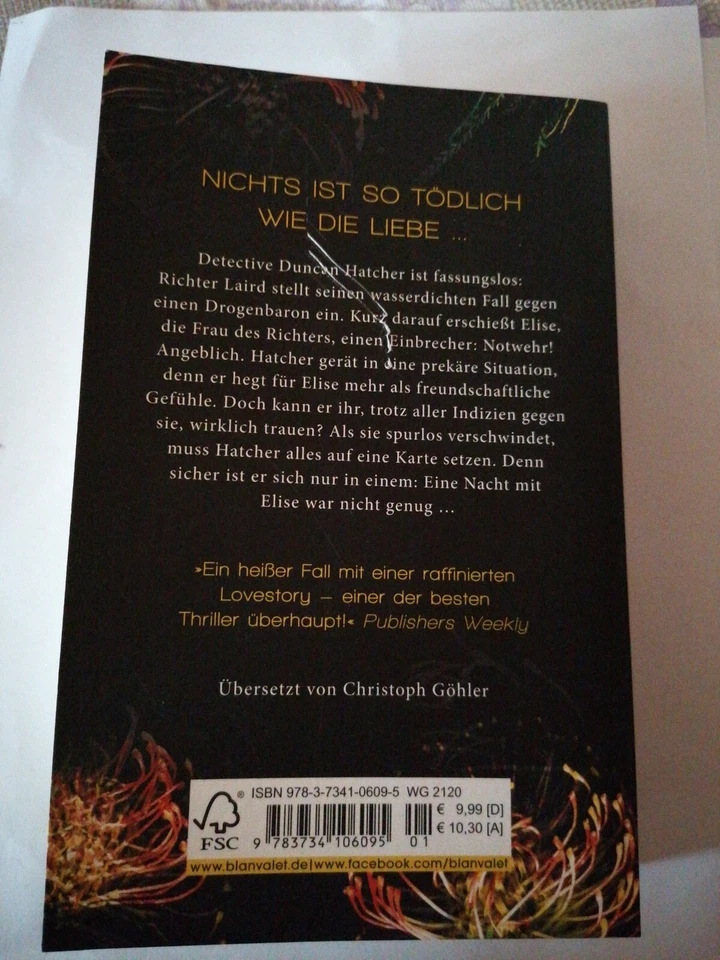 NICHTS IST SO TÖDLICH
WIE DIE LIEBE ...
Detective Duncan Hatcher ist fassungslos:
Richter Laird stellt seinen wasserdichten Fall gegen
einen Drogenbaron ein. Kurz darauf erschießt Elise,
die Frau des Richters, einen Einbrecher: Notwehr!
Angeblich. Hatcher gerät in eine prekäre Situation,
denn er hegt für Elise mehr als freundschaftliche
Gefühle. Doch kann er ihr, trotz aller Indizien gegen
sie, wirklich trauen? Als sie spurlos verschwindet,
muss Hatcher alles auf eine Karte setzen. Denn
sicher ist er sich nur in einem: Eine Nacht mit
Elise war nicht genug ...
»Ein heißer Fall mit einer raffinierten
Lovestory – einer der besten
Thriller überhaupt!« Publishers Weekly
Übersetzt von Christoph Göhler
® ISBN 978-3-7341-0609-5 WG 2120
€ 9,99 [D]
€ 10,30 [A]
FSC 9 783734 106095 01
www.blanvalet.de|www.facebook.com/blanvalet